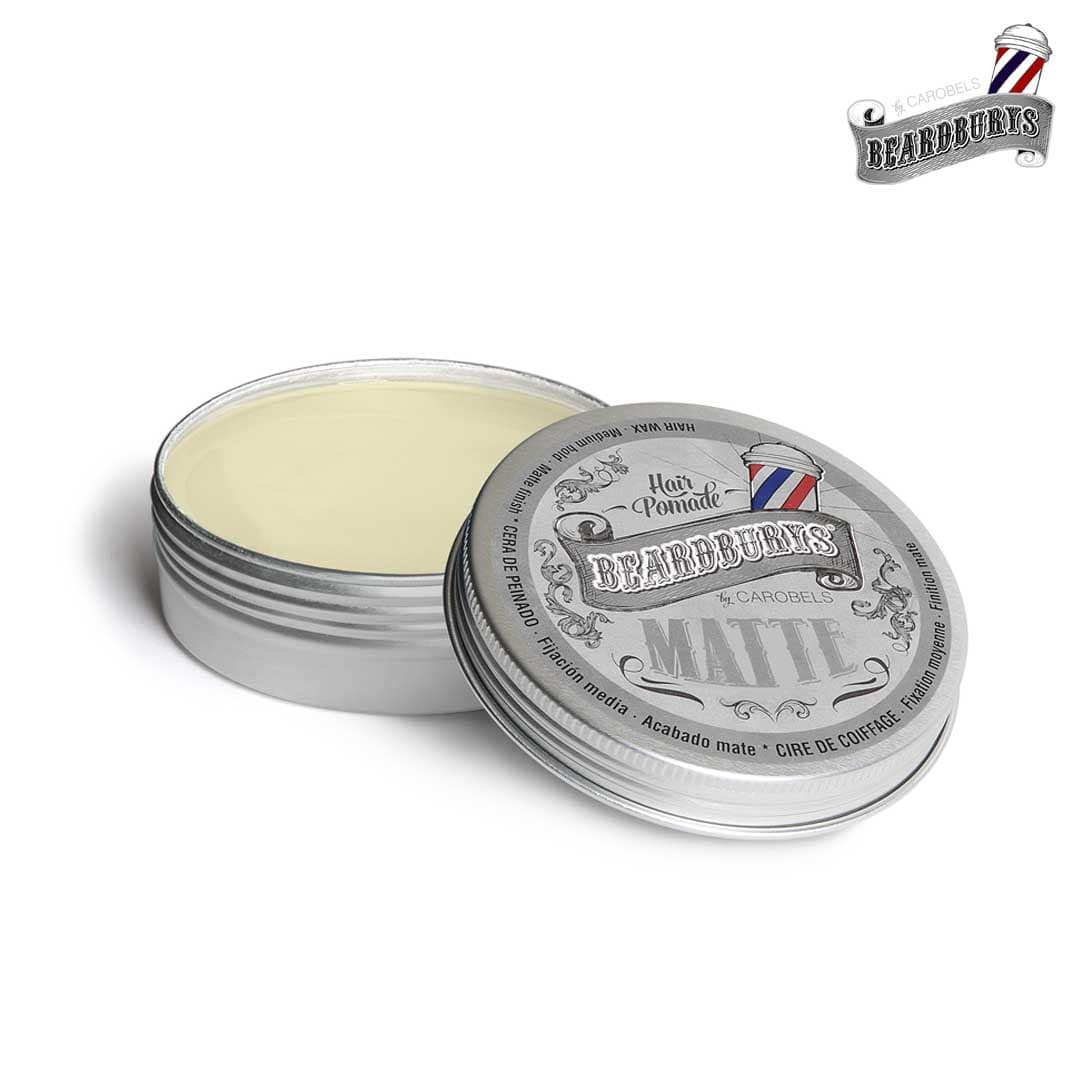 by CAROBELS
BEARDBURYS
HAIR WAX · Medium hold · Matte finish * CERA DE PEINADO · Fijación media · Acabado mate * CIRE DE COIFFAGE · Fixation moyenne · Finition mate
Hair
Pomade
BEARDBURYS
by CAROBELS
MATTE